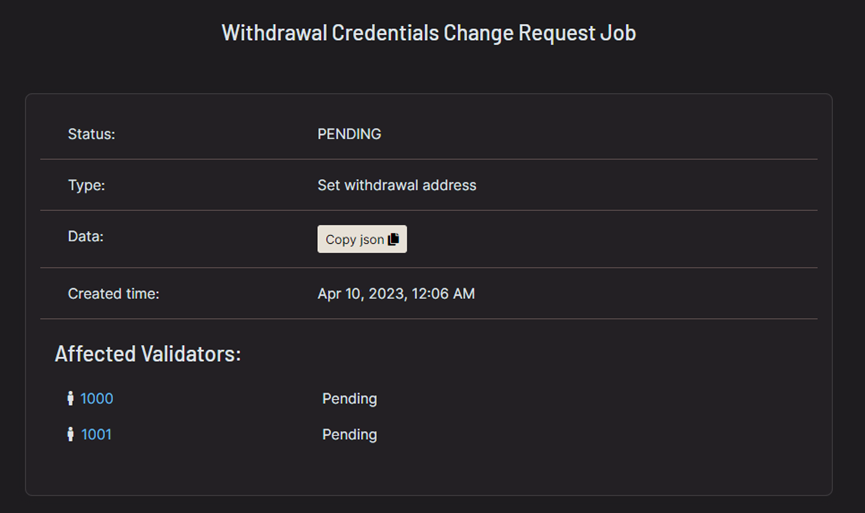 Withdrawal Credentials Change Request Job
Status: PENDING
Type: Set withdrawal address
Data: Copy json
Created time: Apr 10, 2023, 12:06 AM
Affected Validators:
1000 Pending
1001 Pending